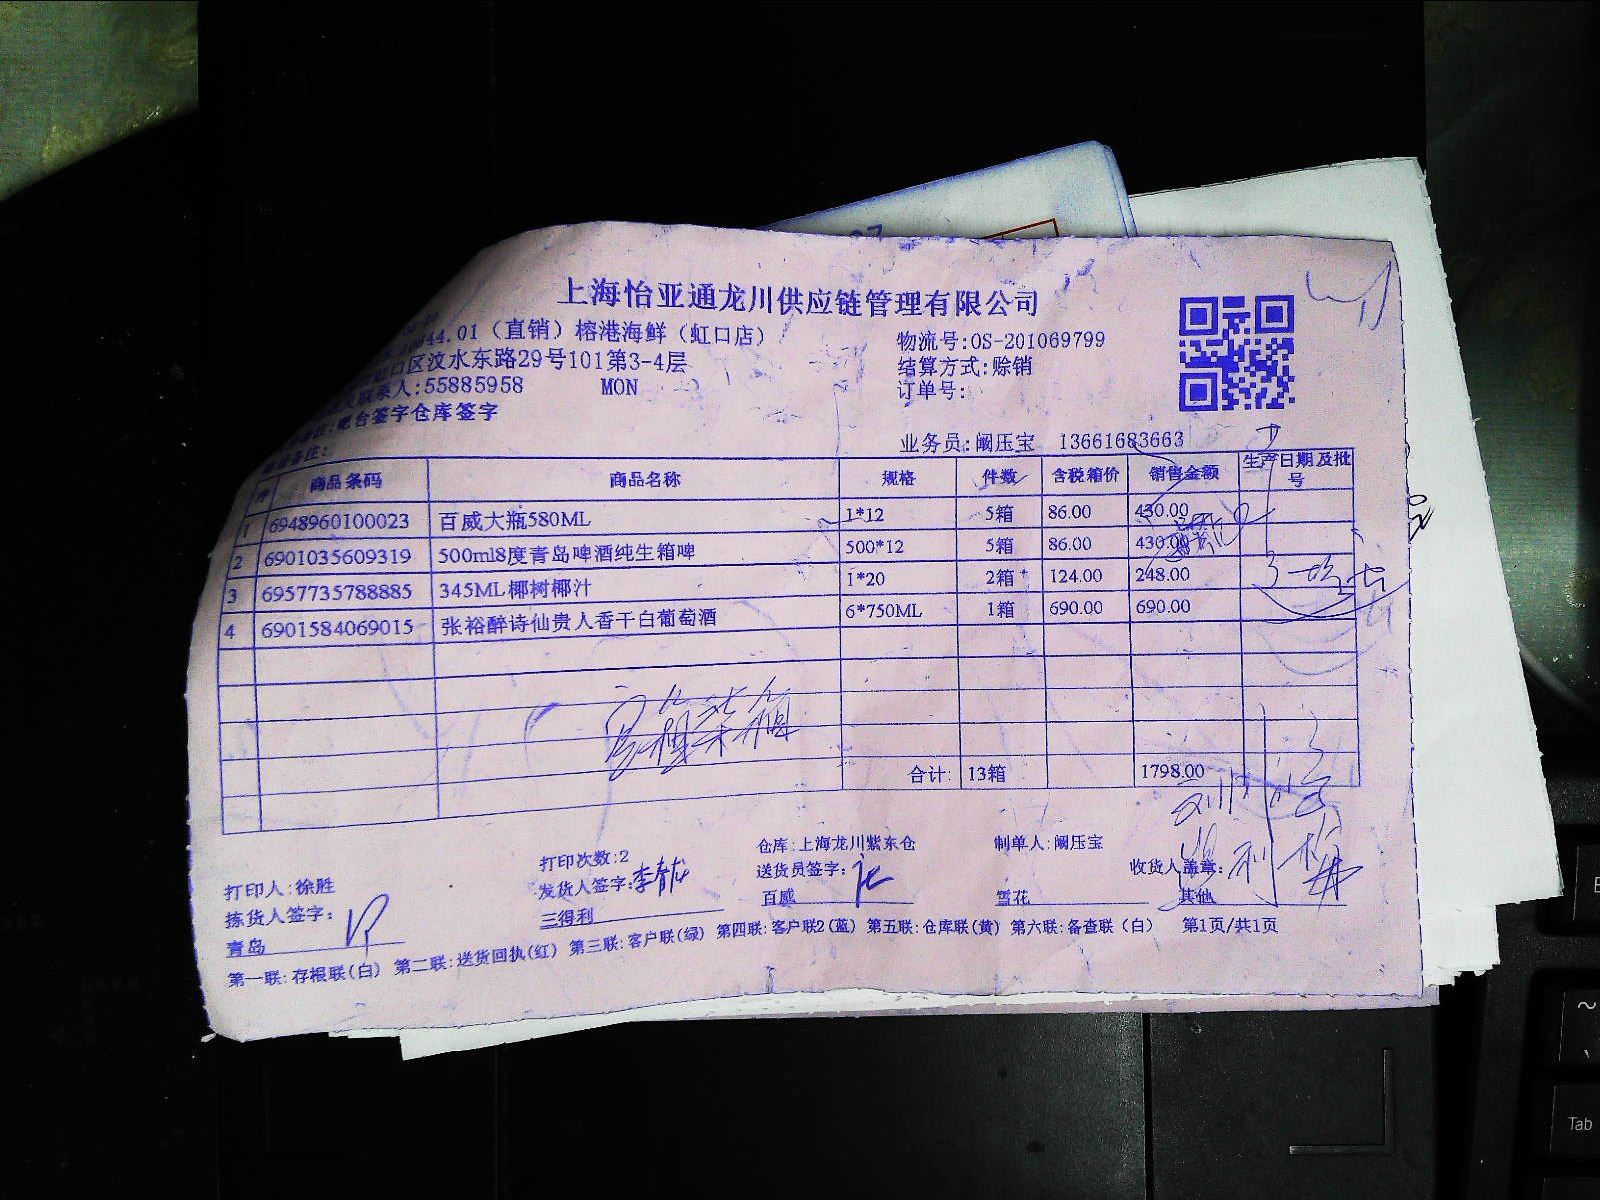 上海怡亚通龙川供应链管理有限公司
44.01（直销）榕港海鲜（虹口店）
物流号:OS-201069799
虹口区汶水东路29号101第3-4层
结算方式:赊销
联系人:55885958 MON
订单号:
吧台签字仓库签字
业务员:阚压宝 13661683663
备注:
商品条码 商品名称 规格 件数 含税箱价 销售金额 生产日期及批号
1 6948960100023 百威大瓶580ML 1*12 5箱 86.00 430.00
2 6901035609319 500ml8度青岛啤酒纯生箱啤 500*12 5箱 86.00 430.00
3 6957735788885 345ML椰树椰汁 1*20 2箱 124.00 248.00
4 6901584069015 张裕醉诗仙贵人香干白葡萄酒 6*750ML 1箱 690.00 690.00
合计: 13箱 1798.00
打印人:徐胜 打印次数:2 仓库:上海龙川紫东仓 制单人:阚压宝
拣货人签字: 发货人签字:李青龙 送货员签字: 收货人盖章:
青岛 三得利 百威 雪花 其他
第一联:存根联(白) 第二联:送货回执(红) 第三联:客户联(绿) 第四联:客户联2(蓝) 第五联:仓库联(黄) 第六联:备查联（白） 第1页/共1页
Tab